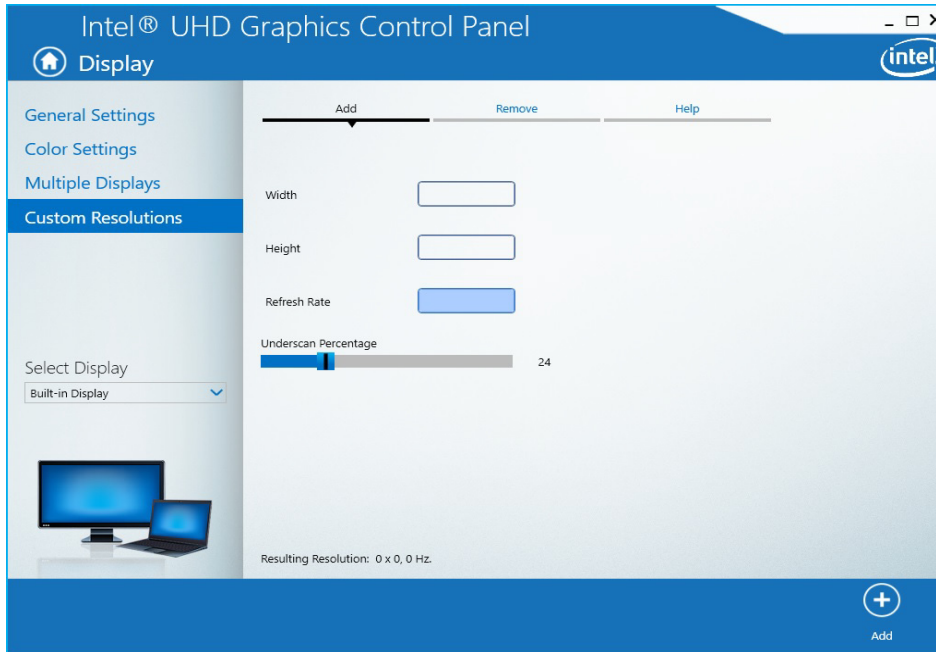 Intel® UHD Graphics Control Panel
Display
intel
General Settings
Color Settings
Multiple Displays
Custom Resolutions
Select Display
Built-in Display
Add
Remove
Help
Width
Height
Refresh Rate
Underscan Percentage
24
Resulting Resolution: 0 x 0, 0 Hz.
Add